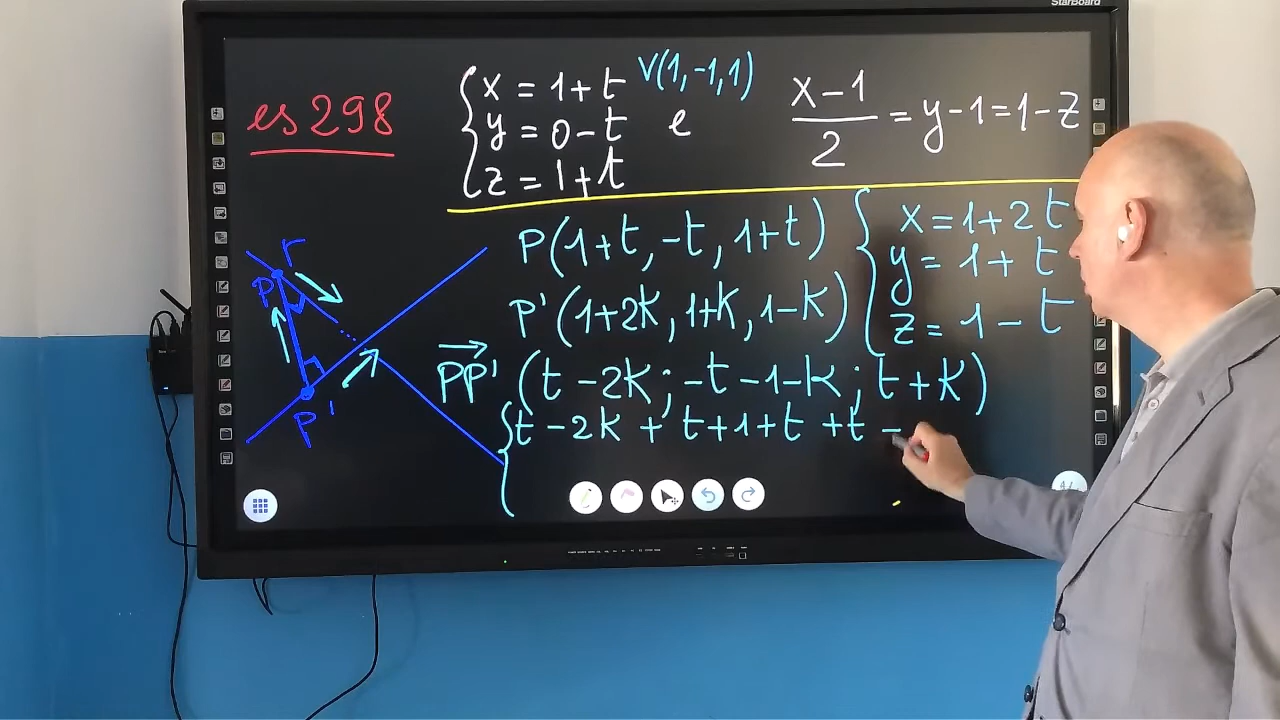 StarBoard
es 298
{ x = 1 + t
y = 0 - t
z = 1 + t
V(1, -1, 1)
e
x - 1 / 2 = y - 1 = 1 - z
P(1+t, -t, 1+t)
{ x = 1 + 2t
y = 1 + t
z = 1 - t
P'(1+2K, 1+K, 1-K)
PP' (t - 2K; -t - 1 - K; t + K)
{ t - 2K + t + 1 + t + t -
r
P
P'